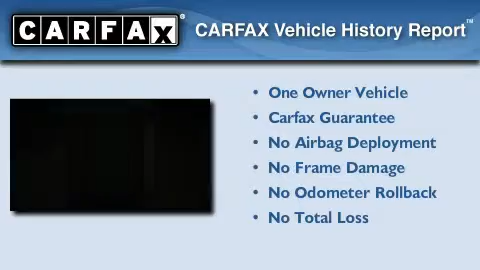 CARFAX® CARFAX Vehicle History Report™
• One Owner Vehicle
• Carfax Guarantee
• No Airbag Deployment
• No Frame Damage
• No Odometer Rollback
• No Total Loss